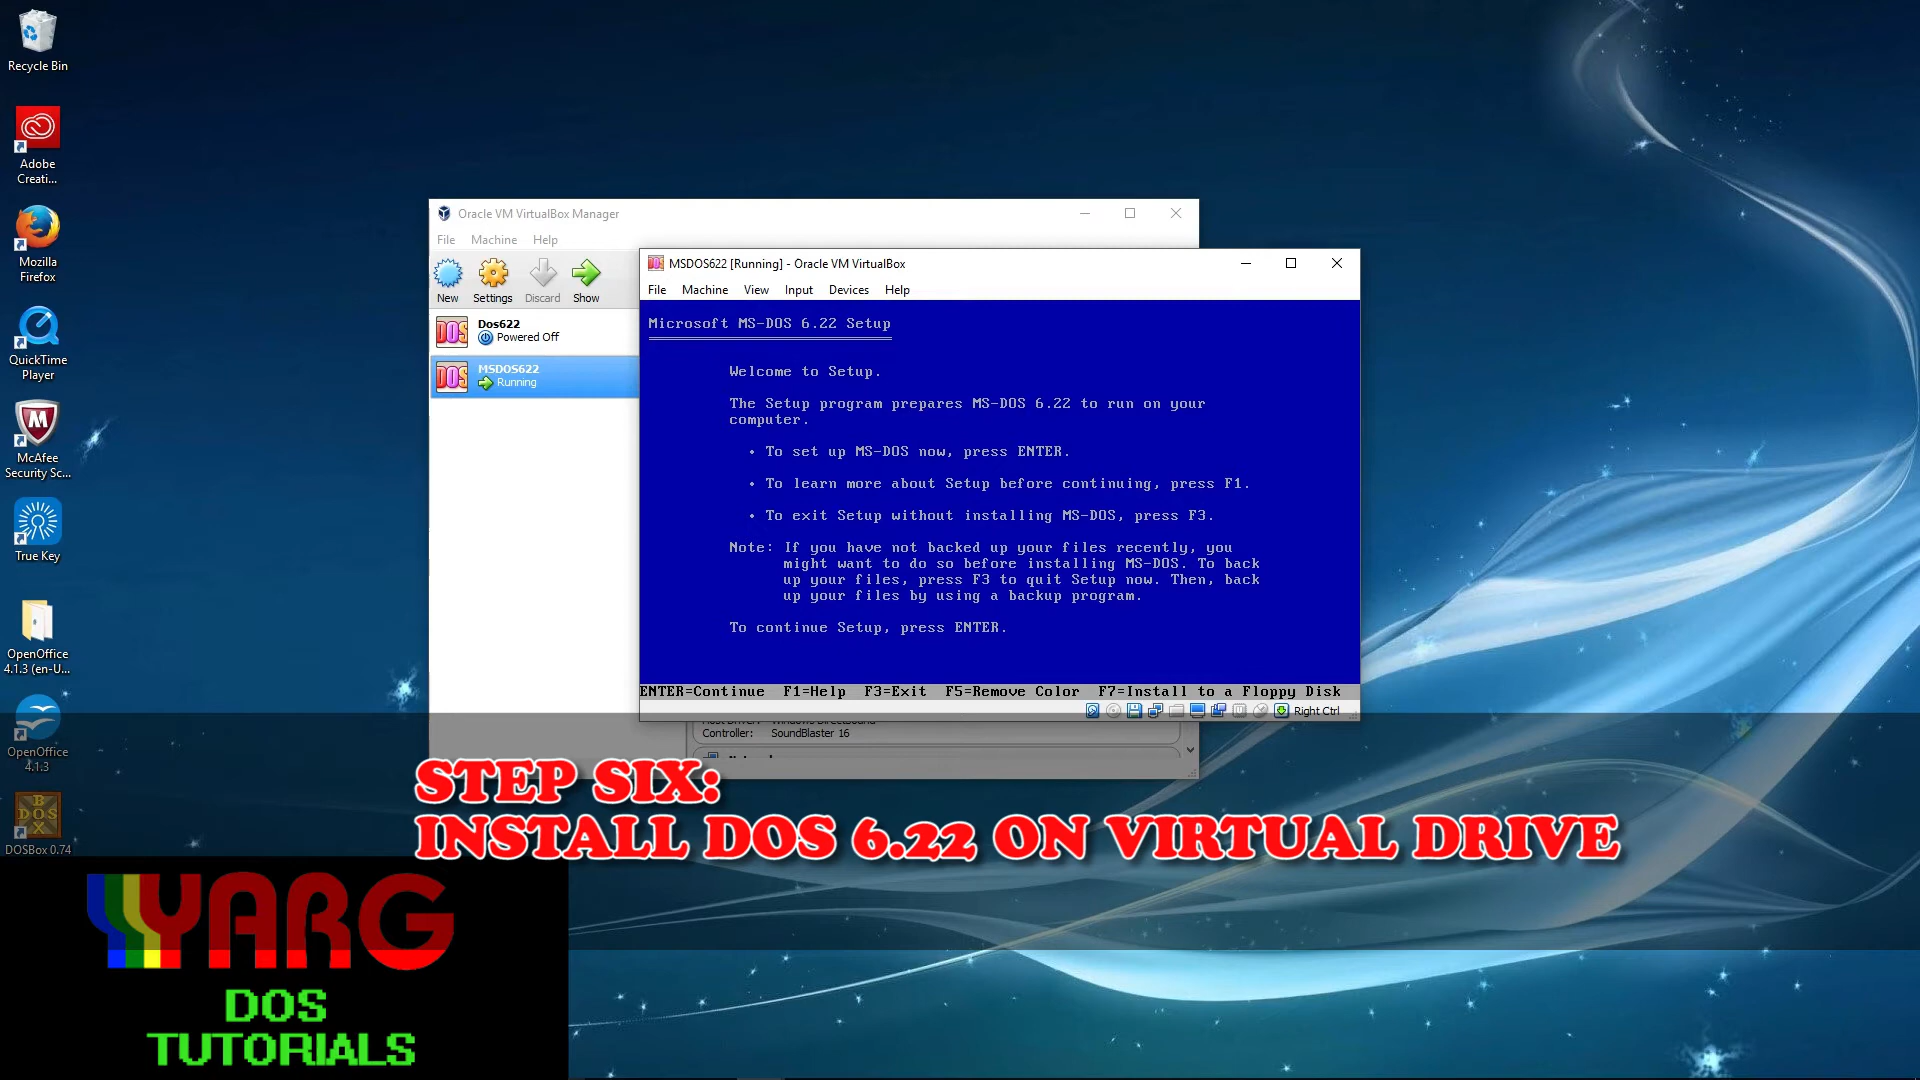 Recycle Bin
Adobe
Creati...
Mozilla
Firefox
QuickTime
Player
McAfee
Security Sc...
True Key
OpenOffice
4.1.3 (en-U...
OpenOffice
4.1.3
DOSBox 0.74
Oracle VM VirtualBox Manager
File Machine Help
New Settings Discard Show
DOS Dos622
Powered Off
DOS MSDOS622
Running
MSDOS622 [Running] - Oracle VM VirtualBox
File Machine View Input Devices Help
Microsoft MS-DOS 6.22 Setup
Welcome to Setup.
The Setup program prepares MS-DOS 6.22 to run on your
computer.
• To set up MS-DOS now, press ENTER.
• To learn more about Setup before continuing, press F1.
• To exit Setup without installing MS-DOS, press F3.
Note: If you have not backed up your files recently, you
might want to do so before installing MS-DOS. To back
up your files, press F3 to quit Setup now. Then, back
up your files by using a backup program.
To continue Setup, press ENTER.
ENTER=Continue F1=Help F3=Exit F5=Remove Color F7=Install to a Floppy Disk
Right Ctrl
Controller: SoundBlaster 16
STEP SIX:
INSTALL DOS 6.22 ON VIRTUAL DRIVE
YARG
DOS
TUTORIALS